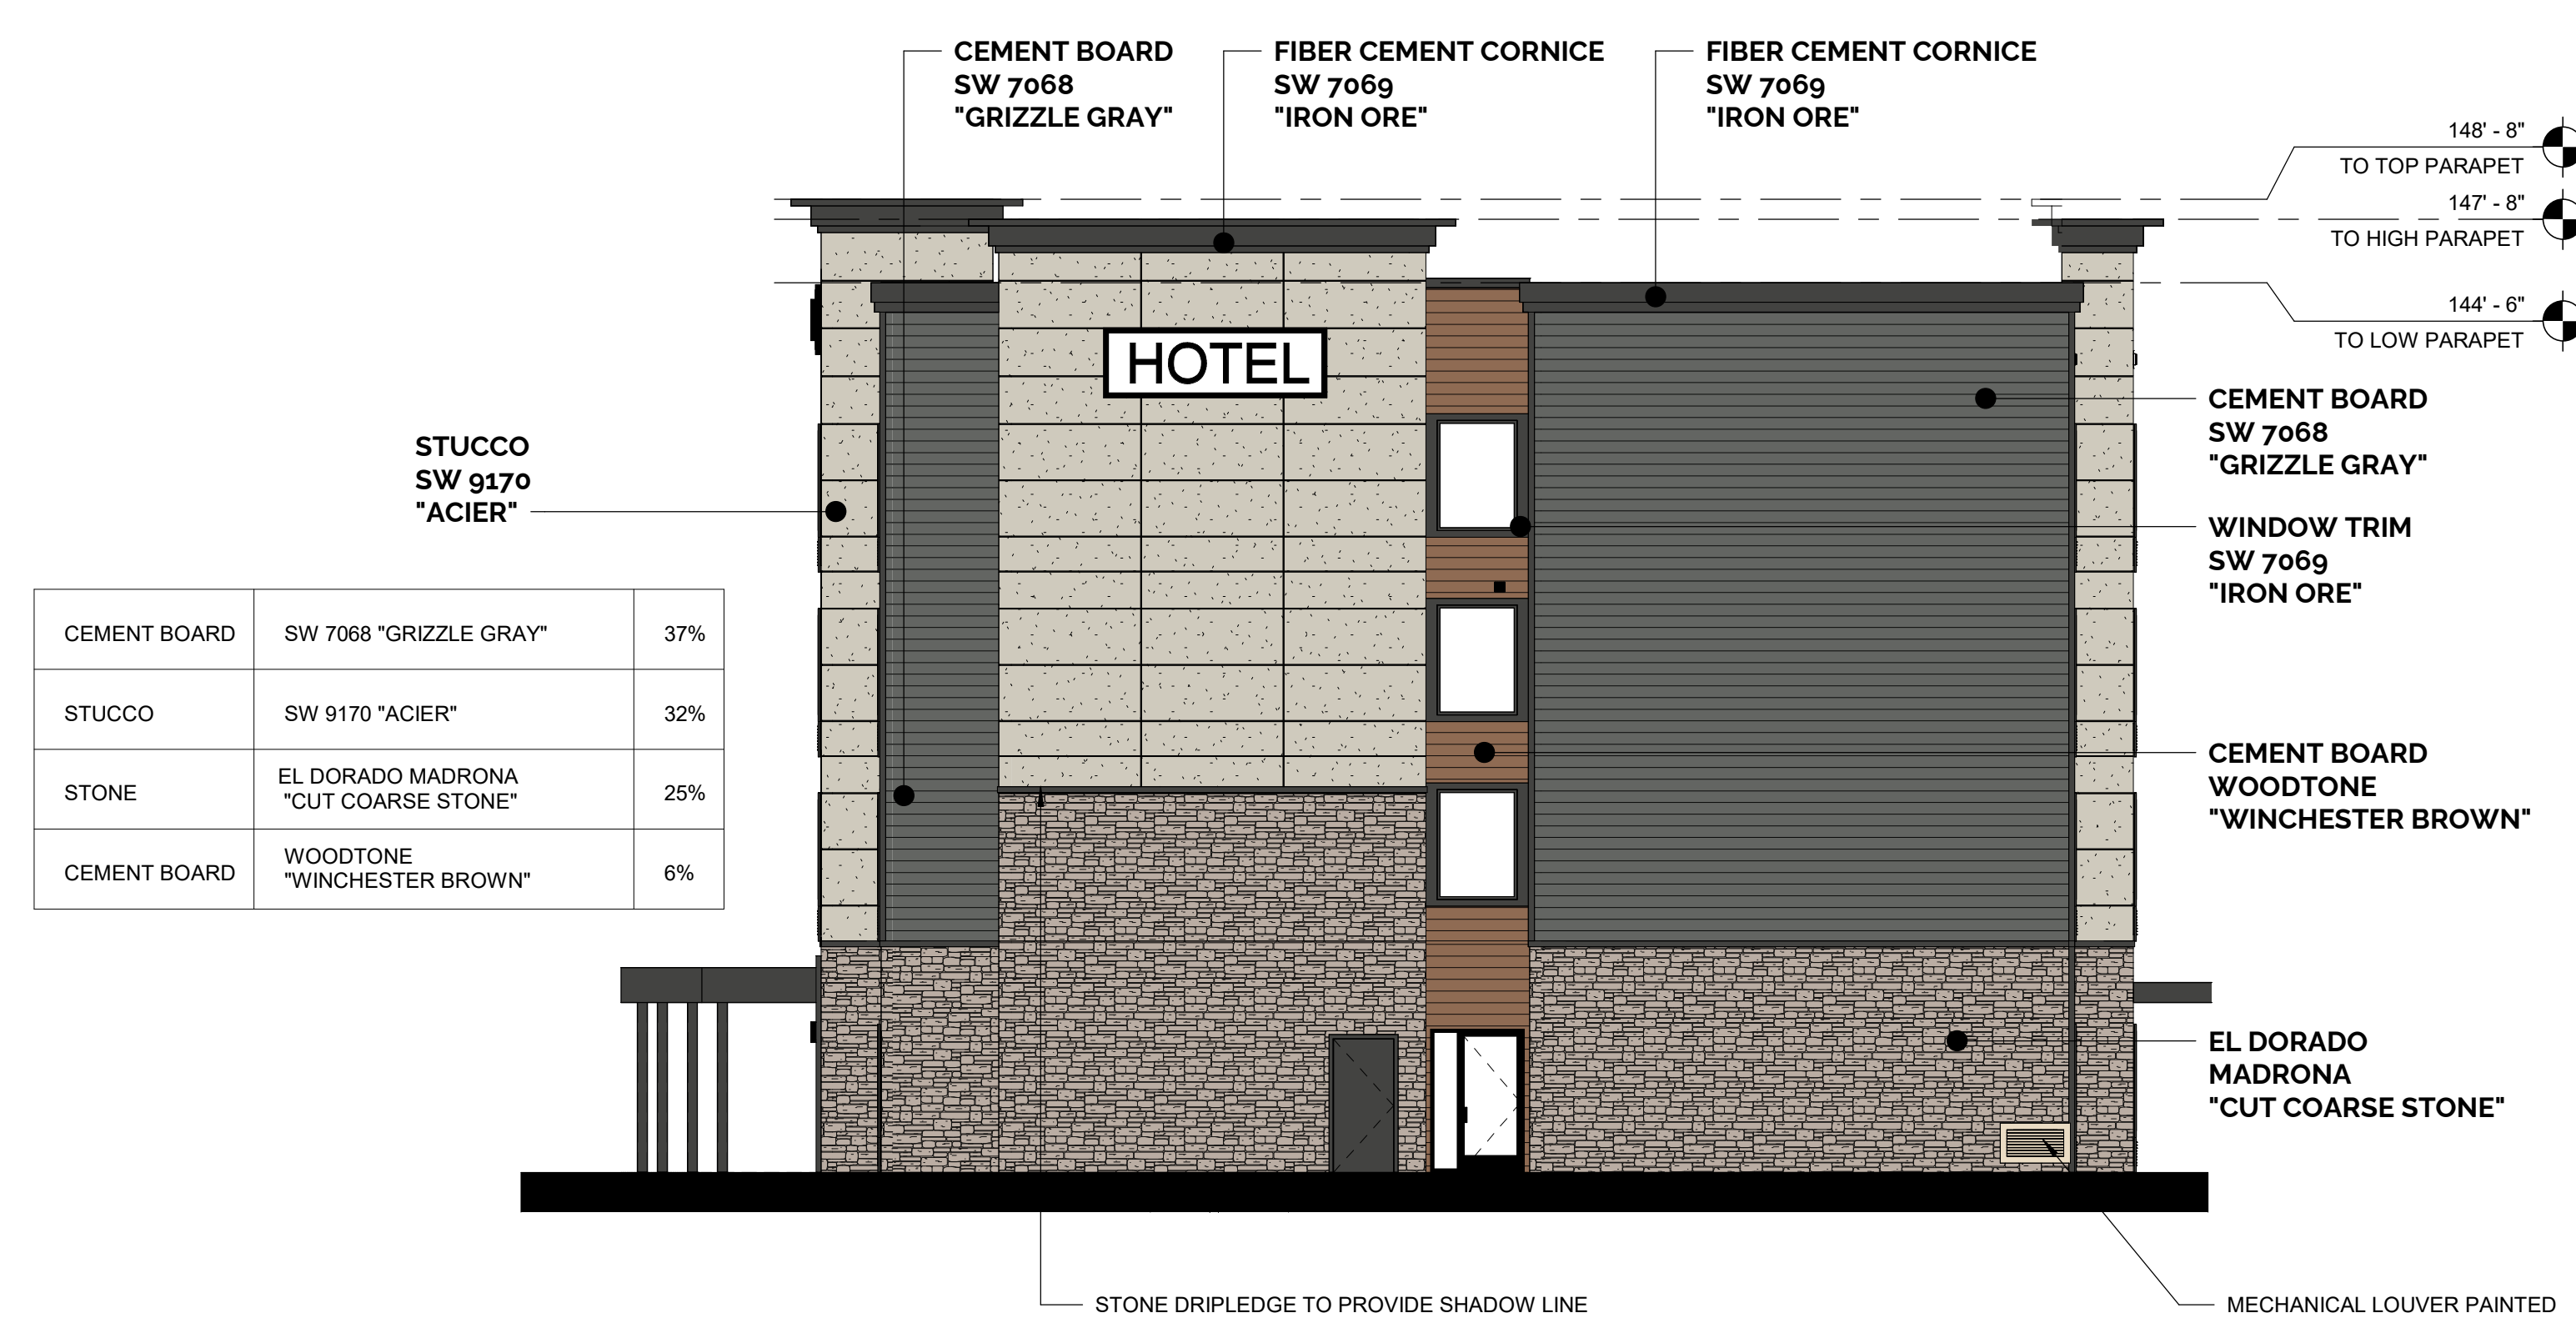 CEMENT BOARD
SW 7068
"GRIZZLE GRAY"
FIBER CEMENT CORNICE
SW 7069
"IRON ORE"
FIBER CEMENT CORNICE
SW 7069
"IRON ORE"
148' - 8"
TO TOP PARAPET
147' - 8"
TO HIGH PARAPET
144' - 6"
TO LOW PARAPET
HOTEL
STUCCO
SW 9170
"ACIER"
CEMENT BOARD
SW 7068
"GRIZZLE GRAY"
WINDOW TRIM
SW 7069
"IRON ORE"
CEMENT BOARD SW 7068 "GRIZZLE GRAY" 37%
STUCCO SW 9170 "ACIER" 32%
STONE EL DORADO MADRONA
"CUT COARSE STONE" 25%
CEMENT BOARD WOODTONE
"WINCHESTER BROWN" 6%
CEMENT BOARD
WOODTONE
"WINCHESTER BROWN"
EL DORADO
MADRONA
"CUT COARSE STONE"
STONE DRIPLEDGE TO PROVIDE SHADOW LINE
MECHANICAL LOUVER PAINTED